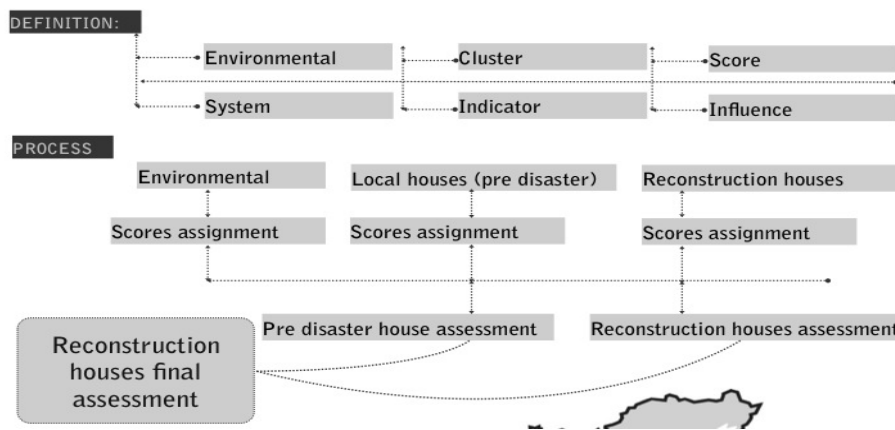 DEFINITION:
Environmental
Cluster
Score
System
Indicator
Influence
PROCESS
Environmental
Local houses (pre disaster)
Reconstruction houses
Scores assignment
Scores assignment
Scores assignment
Pre disaster house assessment
Reconstruction houses assessment
Reconstruction
houses final
assessment